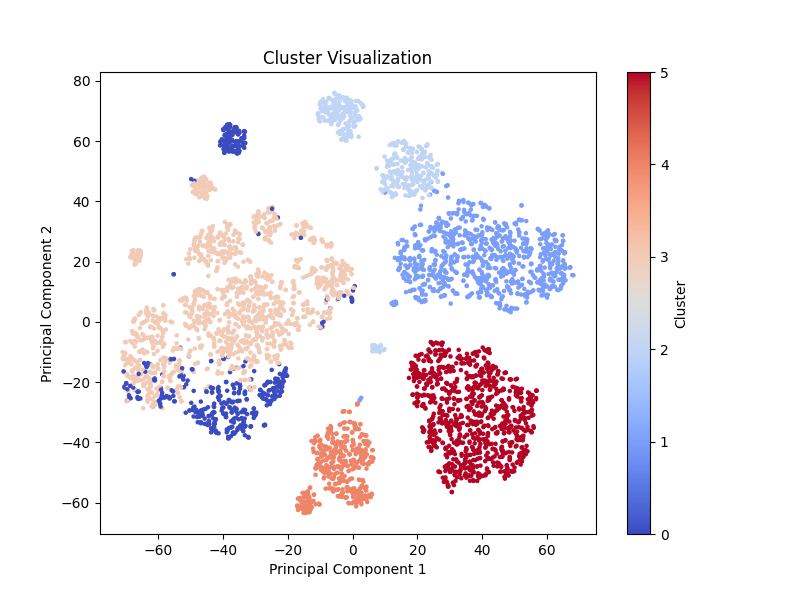 Cluster Visualization
80
60
40
20
0
−20
−40
−60
Principal Component 2
−60 −40 −20 0 20 40 60
Principal Component 1
5
4
3
2
1
0
Cluster